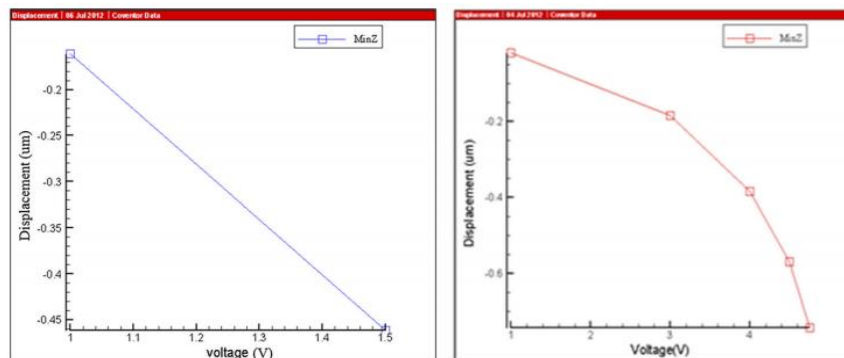 Displacement | 06 Jul 2012 | Coventor Data
MinZ
-0.2
-0.25
-0.3
-0.35
-0.4
-0.45
Displacement (um)
1
1.1
1.2
1.3
1.4
1.5
voltage (V)
Displacement | 04 Jul 2012 | Coventor Data
MinZ
-0.2
-0.4
-0.6
Displacement (um)
1
2
3
4
Voltage(V)